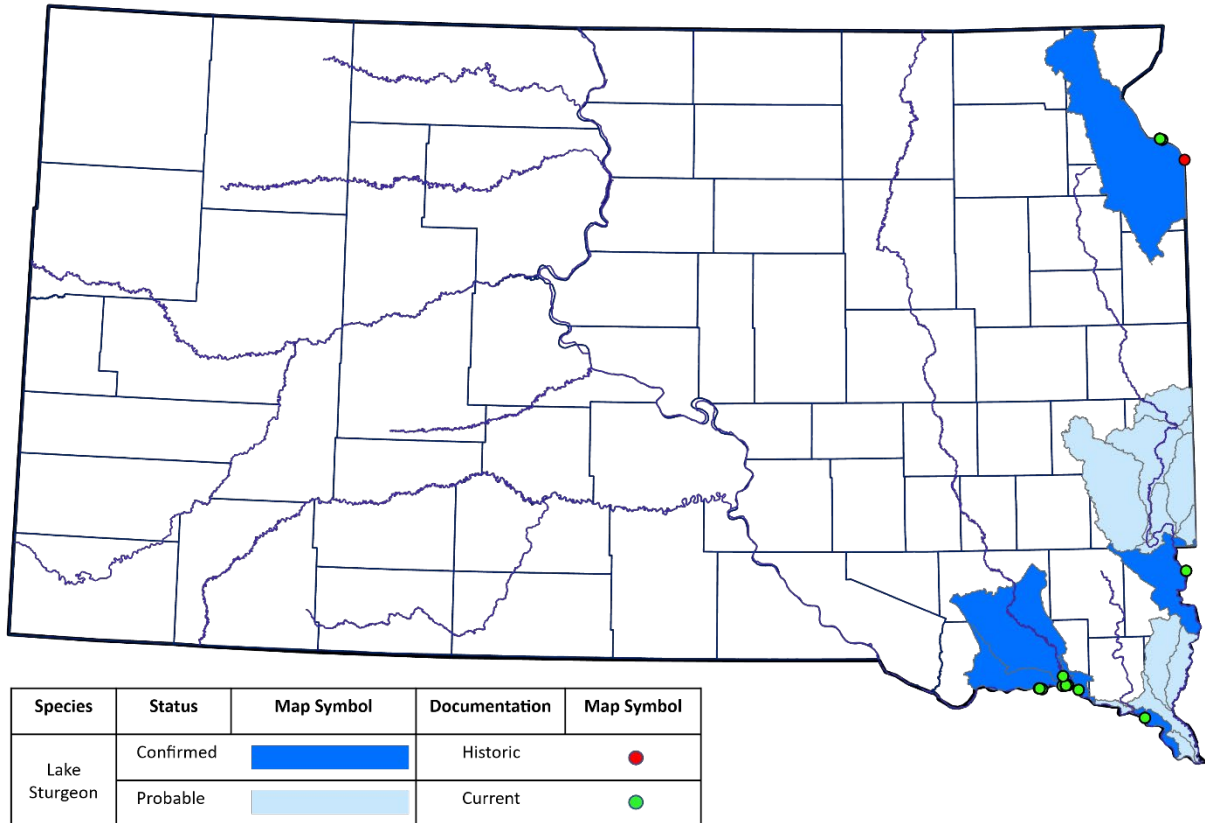 Species Status Map Symbol Documentation Map Symbol
Lake Sturgeon Confirmed Historic
Probable Current